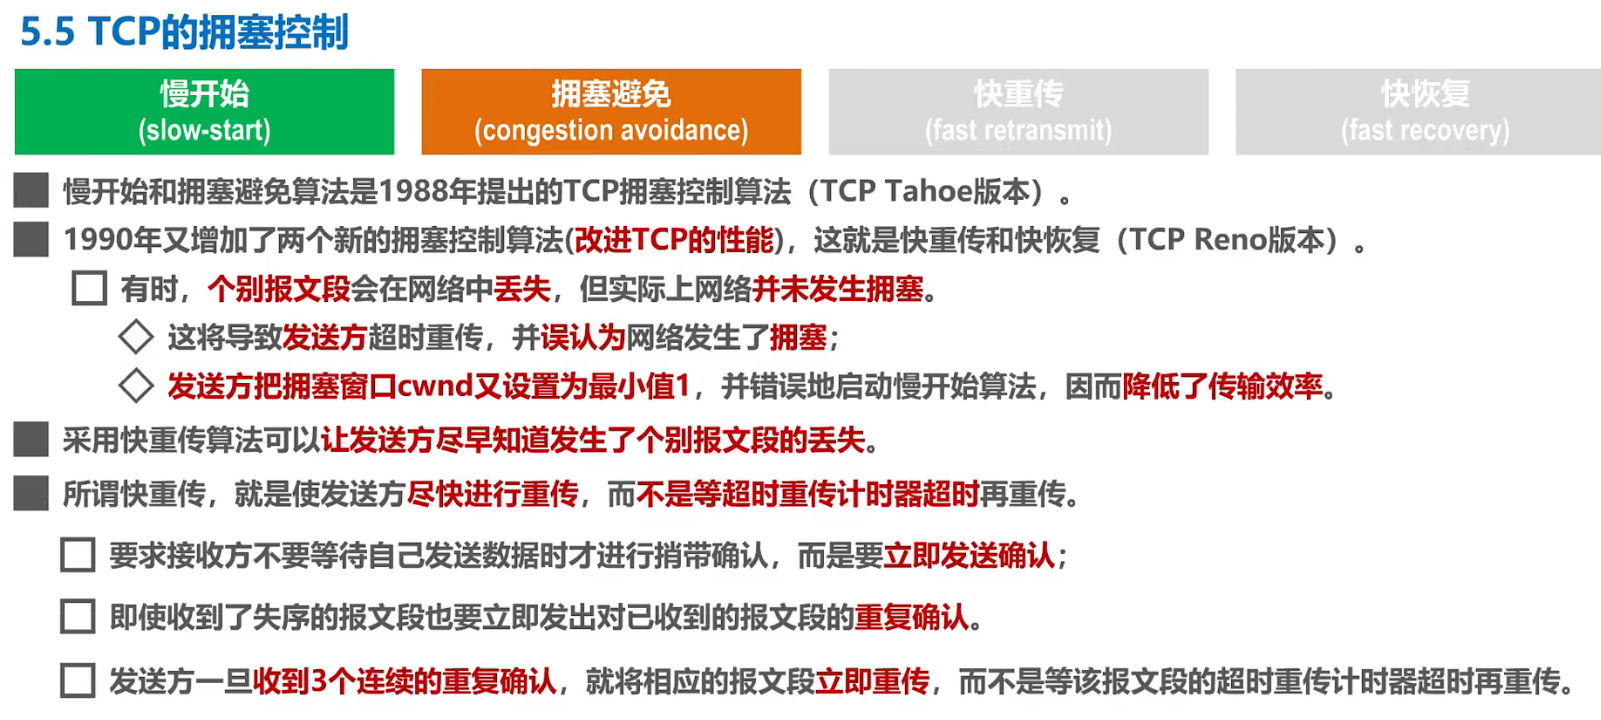 5.5 TCP的拥塞控制
慢开始
(slow-start)
拥塞避免
(congestion avoidance)
快重传
(fast retransmit)
快恢复
(fast recovery)
慢开始和拥塞避免算法是1988年提出的TCP拥塞控制算法（TCP Tahoe版本）。
1990年又增加了两个新的拥塞控制算法(改进TCP的性能)，这就是快重传和快恢复（TCP Reno版本）。
有时，个别报文段会在网络中丢失，但实际上网络并未发生拥塞。
这将导致发送方超时重传，并误认为网络发生了拥塞；
发送方把拥塞窗口cwnd又设置为最小值1，并错误地启动慢开始算法，因而降低了传输效率。
采用快重传算法可以让发送方尽早知道发生了个别报文段的丢失。
所谓快重传，就是使发送方尽快进行重传，而不是等超时重传计时器超时再重传。
要求接收方不要等待自己发送数据时才进行捎带确认，而是要立即发送确认；
即使收到了失序的报文段也要立即发出对已收到的报文段的重复确认。
发送方一旦收到3个连续的重复确认，就将相应的报文段立即重传，而不是等该报文段的超时重传计时器超时再重传。